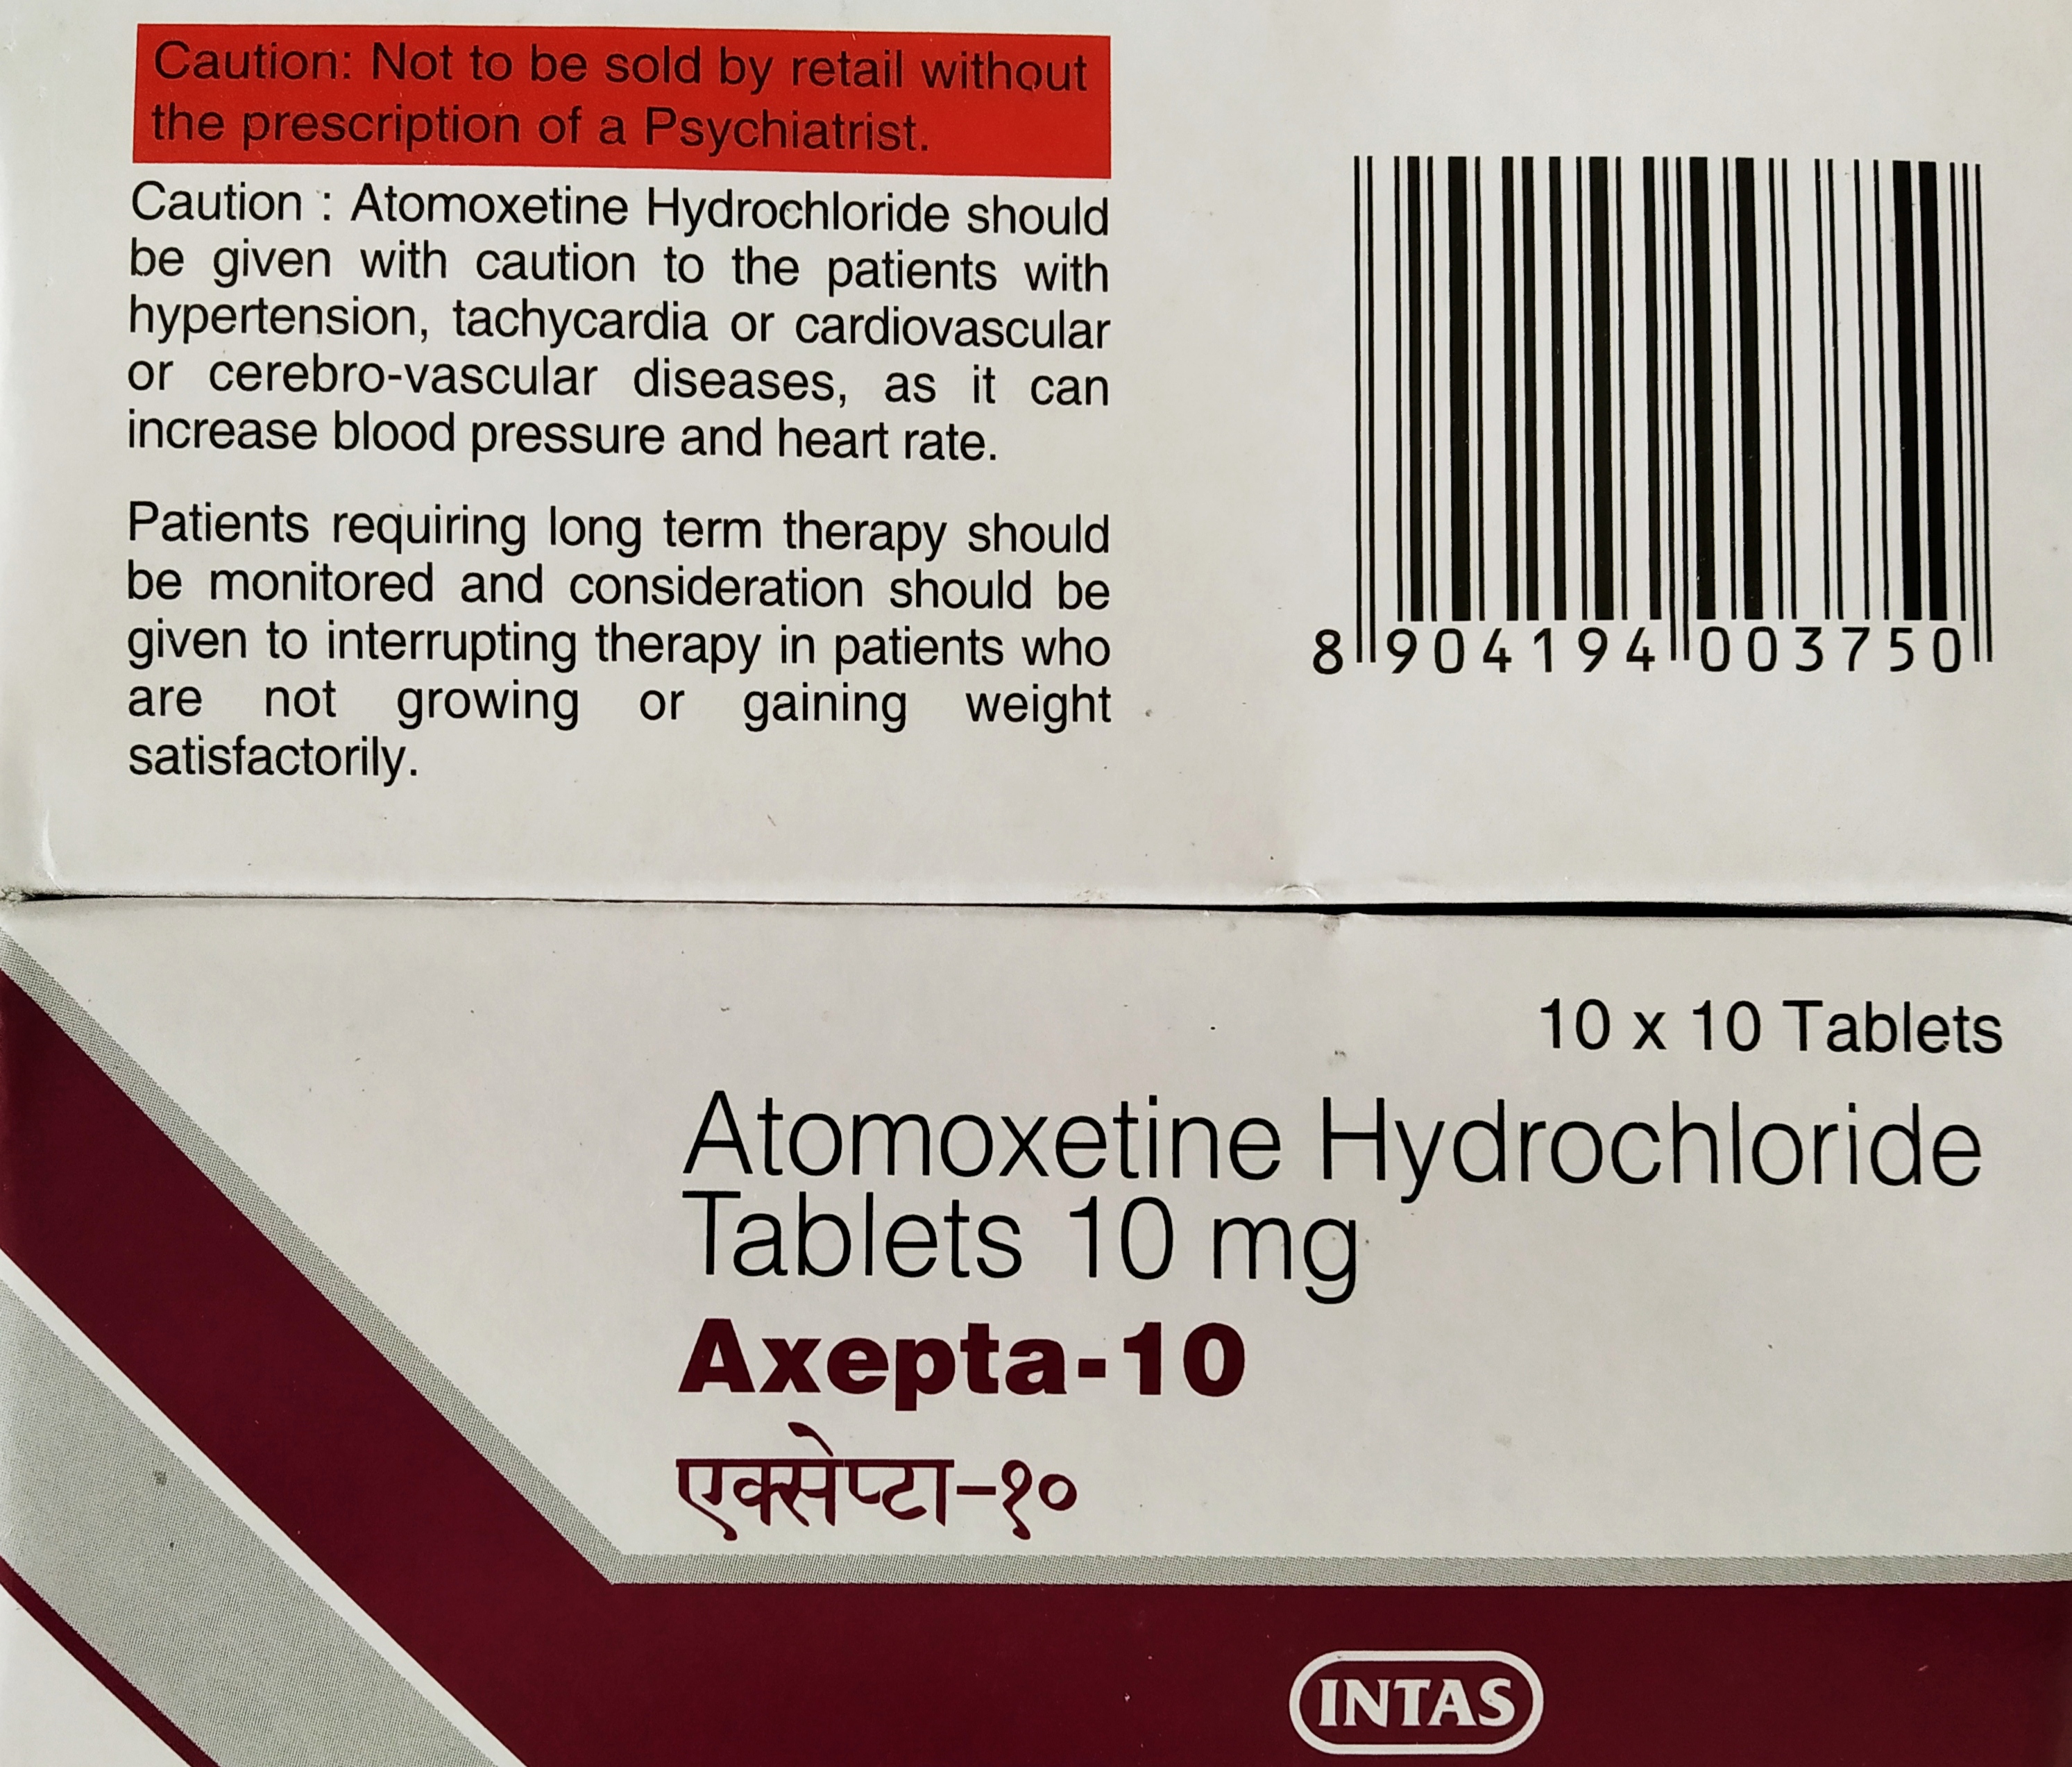 Caution: Not to be sold by retail without
the prescription of a Psychiatrist.
Caution : Atomoxetine Hydrochloride should
be given with caution to the patients with
hypertension, tachycardia or cardiovascular
or cerebro-vascular diseases, as it can
increase blood pressure and heart rate.
Patients requiring long term therapy should
be monitored and consideration should be
given to interrupting therapy in patients who
are not growing or gaining weight
satisfactorily.
8 904194 003750
10 x 10 Tablets
Atomoxetine Hydrochloride
Tablets 10 mg
Axepta-10
एक्सेप्टा-१०
INTAS